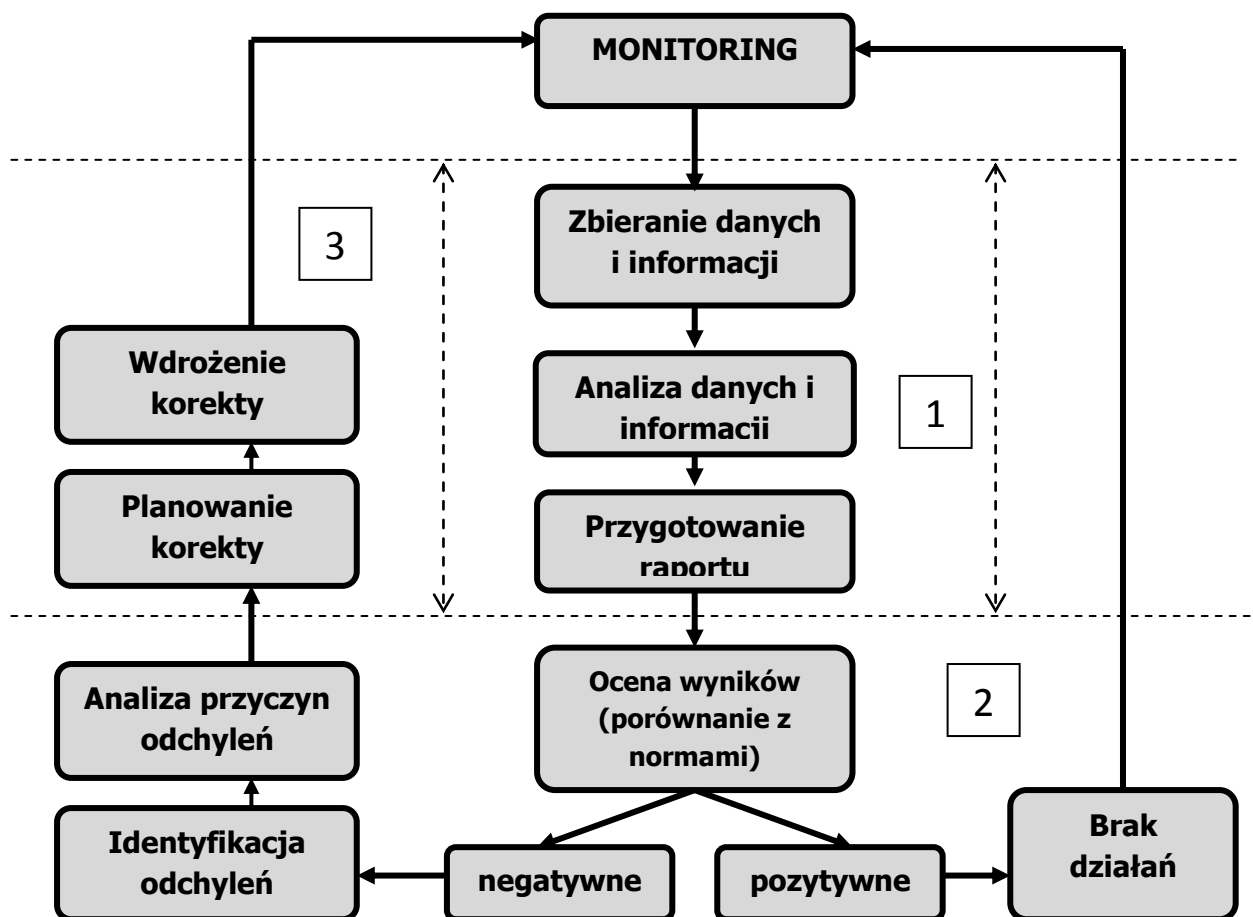 MONITORING
Zbieranie danych
i informacji
3
Wdrożenie
korekty
Analiza danych i
informacii
1
Planowanie
korekty
Przygotowanie
raportu
Analiza przyczyn
odchyleń
Ocena wyników
(porównanie z
normami)
2
Identyfikacja
odchyleń
negatywne
pozytywne
Brak
działań